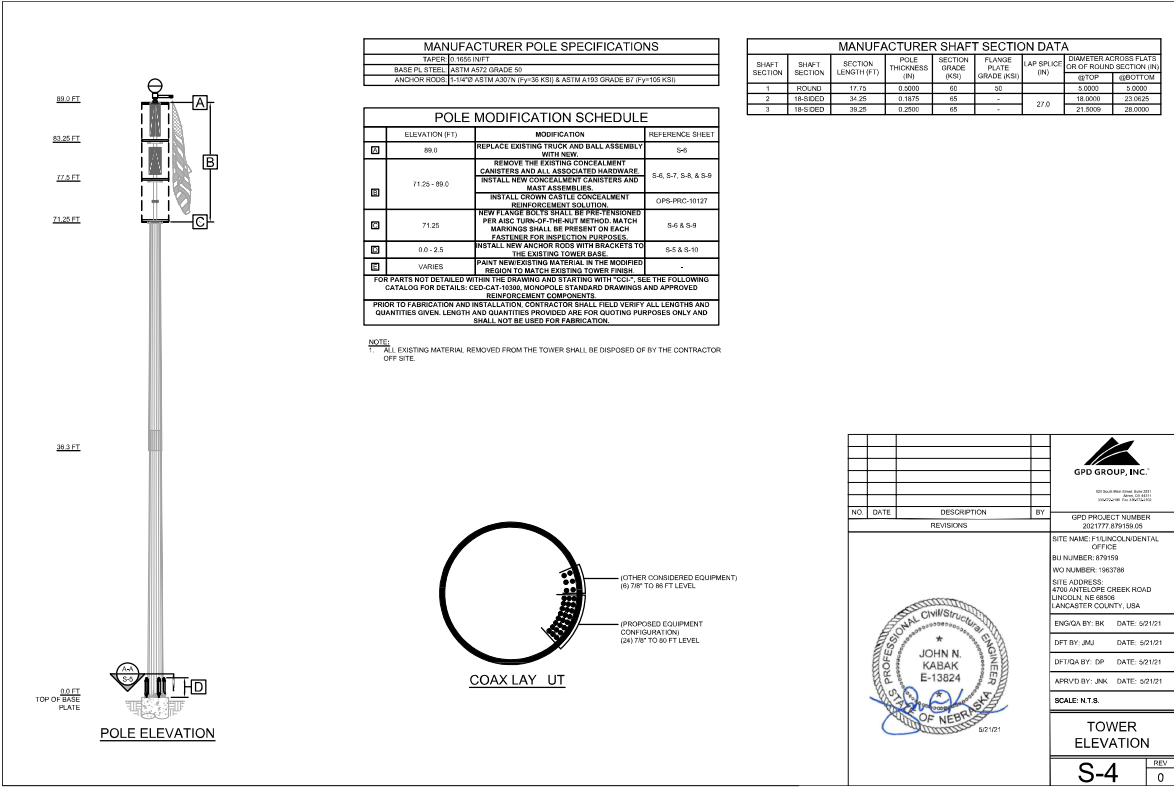 MANUFACTURER POLE SPECIFICATIONS
TAPER: 0.1656 IN/FT
BASE PL STEEL: ASTM A572 GRADE 50
ANCHOR RODS: 1-1/4"Ø ASTM A307N (Fy=36 KSI) & ASTM A193 GRADE B7 (Fy=105 KSI)
MANUFACTURER SHAFT SECTION DATA
SHAFT SECTION SHAFT SECTION SECTION LENGTH (FT) POLE THICKNESS (IN) SECTION GRADE (KSI) FLANGE PLATE GRADE (KSI) LAP SPLICE (IN) DIAMETER ACROSS FLATS OR OF ROUND SECTION (IN)
@TOP @BOTTOM
1 ROUND 17.75 0.5000 60 50 5.0000 5.0000
2 18-SIDED 34.25 0.1875 65 - 27.0 18.0000 23.0625
3 18-SIDED 39.25 0.2500 65 - 21.5009 28.0000
POLE MODIFICATION SCHEDULE
ELEVATION (FT) MODIFICATION REFERENCE SHEET
A 89.0 REPLACE EXISTING TRUCK AND BALL ASSEMBLY
WITH NEW. S-6
B 71.25 - 89.0 REMOVE THE EXISTING CONCEALMENT
CANISTERS AND ALL ASSOCIATED HARDWARE. S-6, S-7, S-8, & S-9
INSTALL NEW CONCEALMENT CANISTERS AND
MAST ASSEMBLIES.
INSTALL CROWN CASTLE CONCEALMENT
REINFORCEMENT SOLUTION. OPS-PRC-10127
C 71.25 NEW FLANGE BOLTS SHALL BE PRE-TENSIONED
PER AISC TURN-OF-THE-NUT METHOD. MATCH
MARKINGS SHALL BE PRESENT ON EACH
FASTENER FOR INSPECTION PURPOSES. S-6 & S-9
D 0.0 - 2.5 INSTALL NEW ANCHOR RODS WITH BRACKETS TO
THE EXISTING TOWER BASE. S-5 & S-10
E VARIES PAINT NEW/EXISTING MATERIAL IN THE MODIFIED
REGION TO MATCH EXISTING TOWER FINISH. -
FOR PARTS NOT DETAILED WITHIN THE DRAWING AND STARTING WITH "CCI-", SEE THE FOLLOWING
CATALOG FOR DETAILS: CED-CAT-10300, MONOPOLE STANDARD DRAWINGS AND APPROVED
REINFORCEMENT COMPONENTS.
PRIOR TO FABRICATION AND INSTALLATION, CONTRACTOR SHALL FIELD VERIFY ALL LENGTHS AND
QUANTITIES GIVEN. LENGTH AND QUANTITIES PROVIDED ARE FOR QUOTING PURPOSES ONLY AND
SHALL NOT BE USED FOR FABRICATION.
NOTE:
1. ALL EXISTING MATERIAL REMOVED FROM THE TOWER SHALL BE DISPOSED OF BY THE CONTRACTOR
OFF SITE.
89.0 FT
A
83.25 FT
B
77.5 FT
71.25 FT
C
36.3 FT
A-A
S-5
D
0.0 FT
TOP OF BASE
PLATE
POLE ELEVATION
(OTHER CONSIDERED EQUIPMENT)
(6) 7/8" TO 86 FT LEVEL
(PROPOSED EQUIPMENT
CONFIGURATION)
(24) 7/8" TO 80 FT LEVEL
COAX LAY UT
NO. DATE DESCRIPTION BY
REVISIONS
PROFESSIONAL Civil/Structural ENGINEER
JOHN N.
KABAK
E-13824
STATE OF NEBRASKA
5/21/21
GPD GROUP, INC.
GPD PROJECT NUMBER
2021777.879159.05
SITE NAME: F1/LINCOLN/DENTAL
OFFICE
BU NUMBER: 879159
WO NUMBER: 1963786
SITE ADDRESS:
4700 ANTELOPE CREEK ROAD
LINCOLN, NE 68506
LANCASTER COUNTY, USA
ENG/QA BY: BK DATE: 5/21/21
DFT BY: JMJ DATE: 5/21/21
DFT/QA BY: DP DATE: 5/21/21
APRV'D BY: JNK DATE: 5/21/21
SCALE: N.T.S.
TOWER
ELEVATION
S-4
REV
0